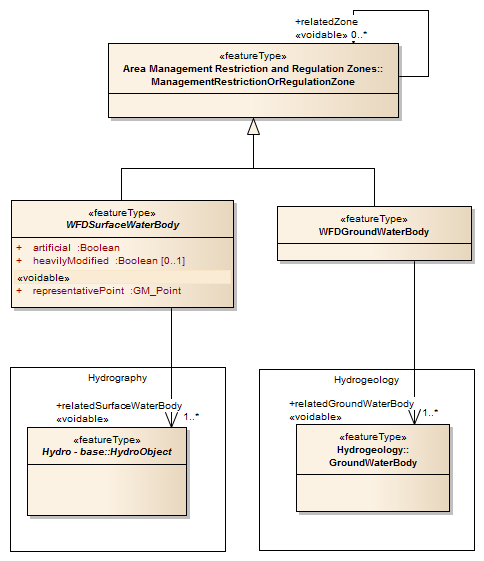 +relatedZone
«voidable» 0..*
«featureType»
Area Management Restriction and Regulation Zones::
ManagementRestrictionOrRegulationZone
«featureType»
WFDSurfaceWaterBody
+ artificial :Boolean
+ heavilyModified :Boolean [0..1]
«voidable»
+ representativePoint :GM_Point
«featureType»
WFDGroundWaterBody
Hydrography
+relatedSurfaceWaterBody
«voidable» 1..*
«featureType»
Hydro - base::HydroObject
Hydrogeology
+relatedGroundWaterBody
«voidable» 1..*
«featureType»
Hydrogeology::
GroundWaterBody